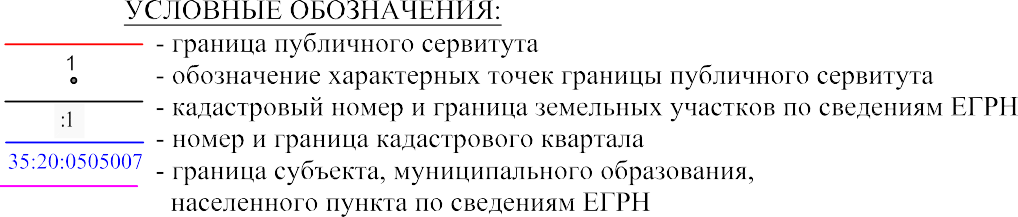 УСЛОВНЫЕ ОБОЗНАЧЕНИЯ:
- граница публичного сервитута
1
- обозначение характерных точек границы публичного сервитута
- кадастровый номер и граница земельных участков по сведениям ЕГРН
:1
- номер и граница кадастрового квартала
35:20:0505007
- граница субъекта, муниципального образования,
населенного пункта по сведениям ЕГРН